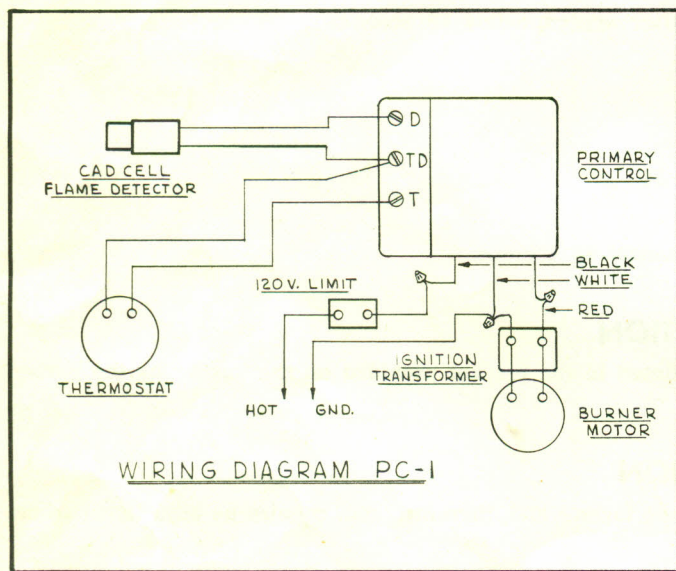 D
TD
T
CAD CELL
FLAME DETECTOR
PRIMARY
CONTROL
BLACK
WHITE
RED
120 V. LIMIT
IGNITION
TRANSFORMER
THERMOSTAT
HOT
GND.
BURNER
MOTOR
WIRING DIAGRAM PC-1